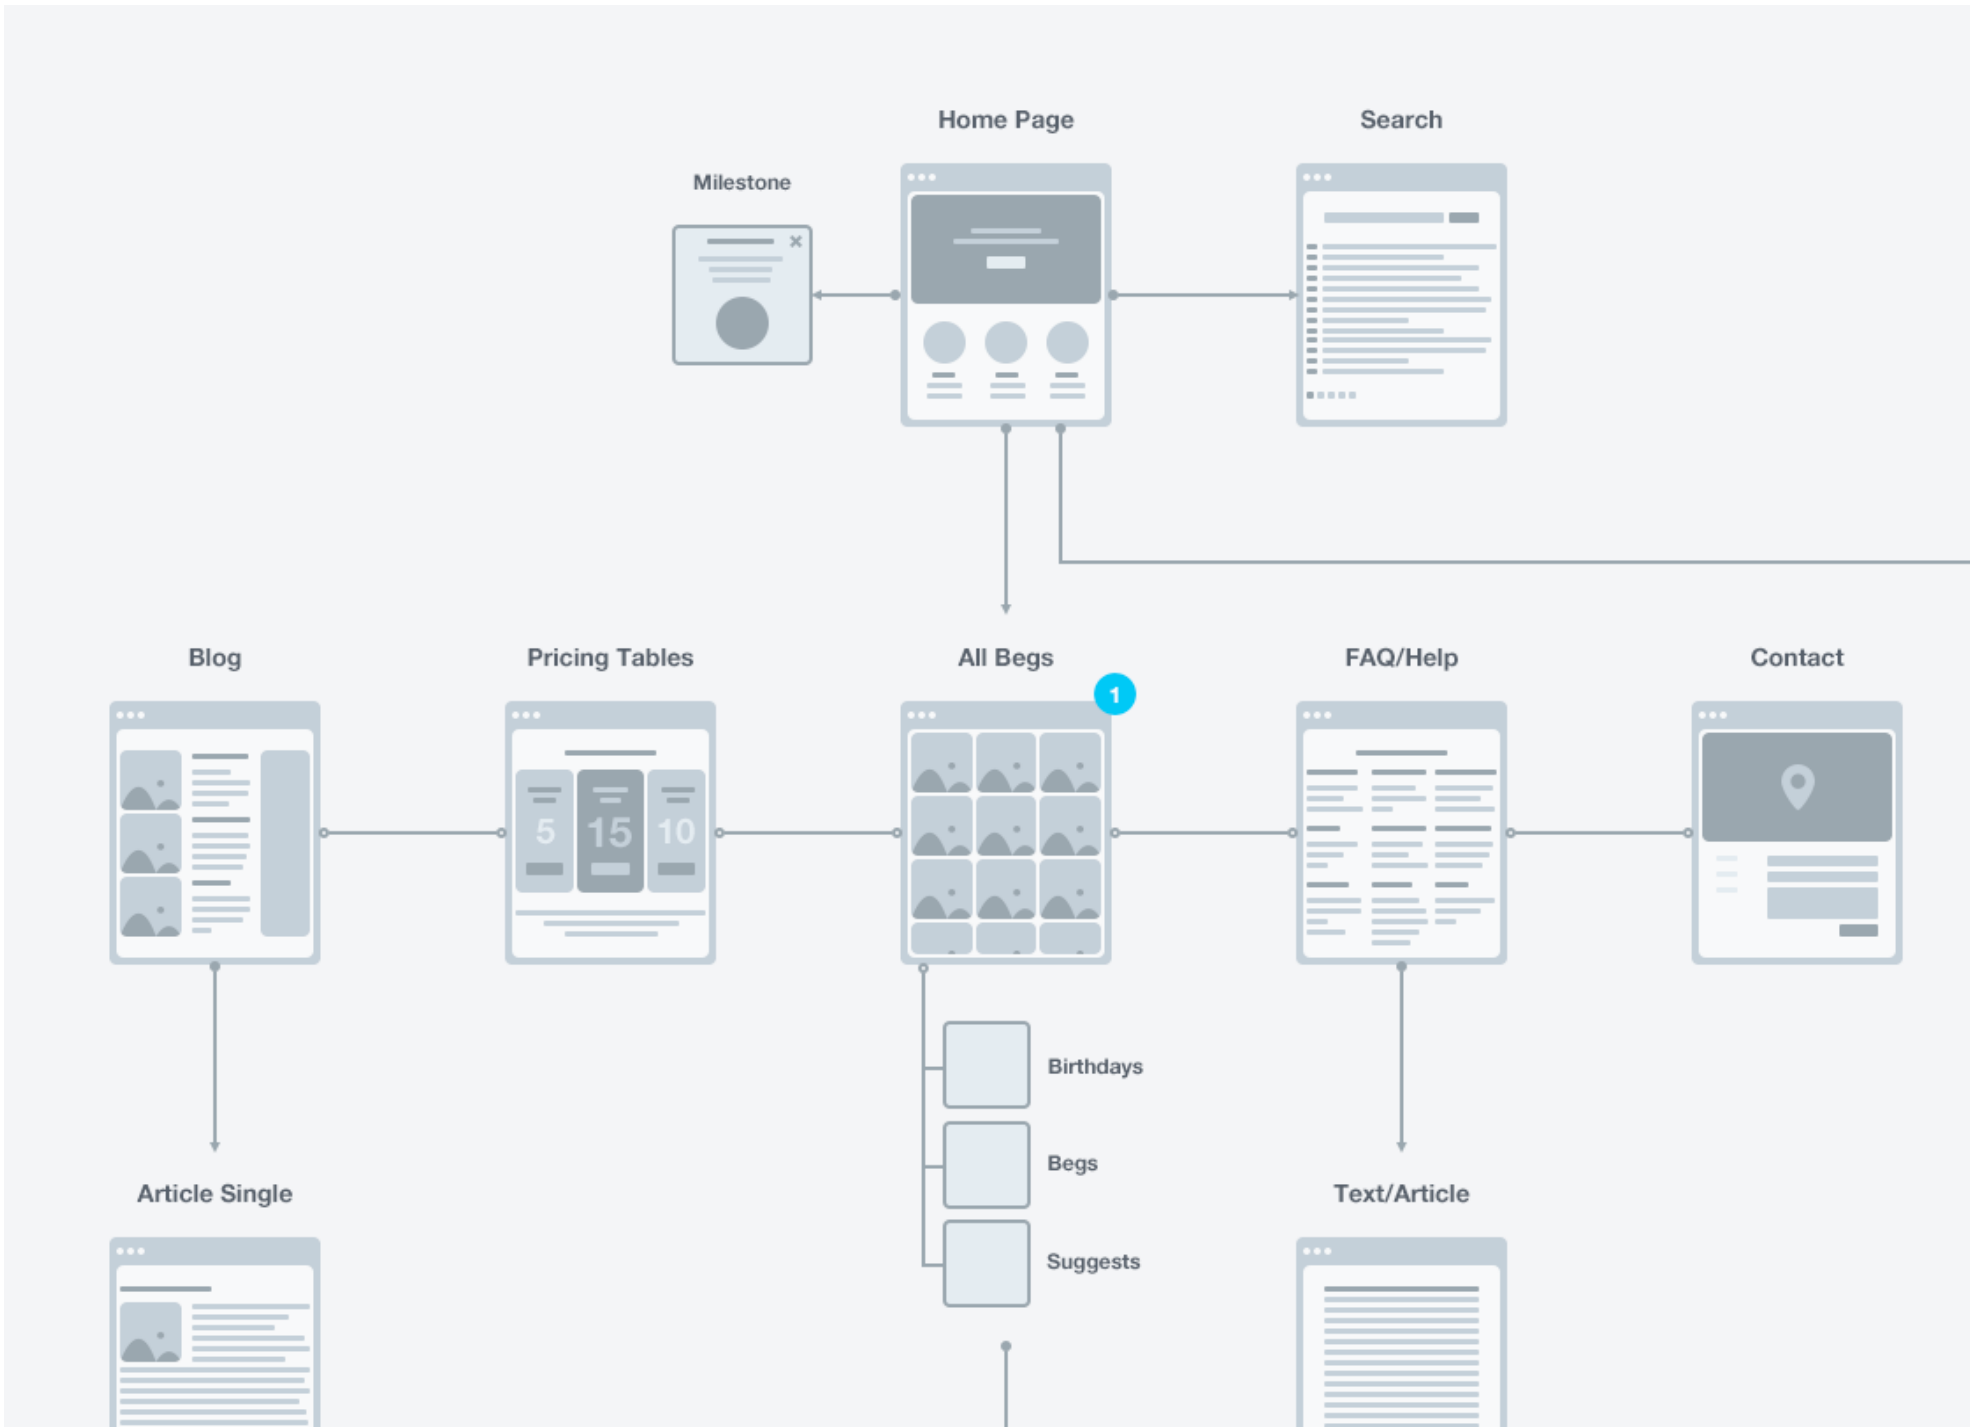 Home Page
Search
Milestone
Blog
Pricing Tables
All Begs
FAQ/Help
Contact
1
5
15
10
Birthdays
Begs
Suggests
Article Single
Text/Article